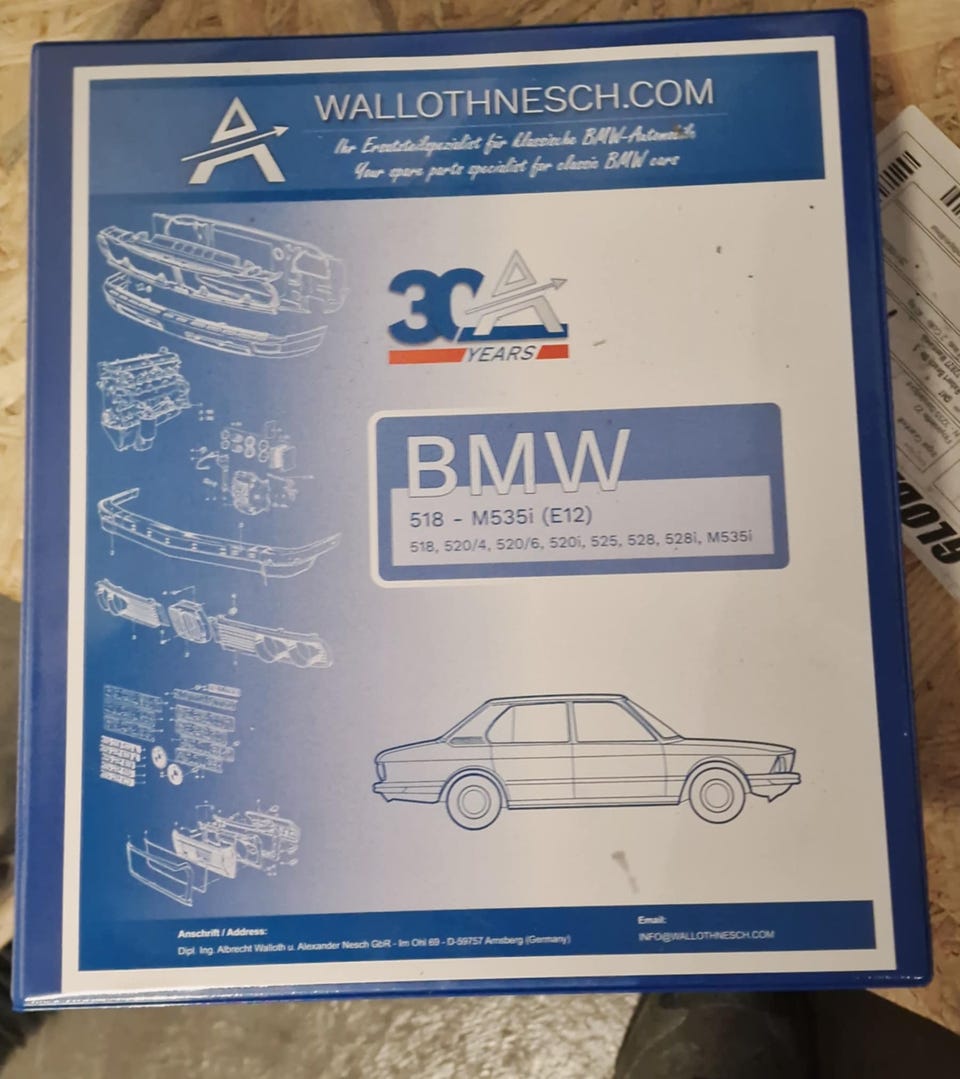 WALLOTHNESCH.COM
Ihr Ersatzteilspezialist für klassische BMW-Automobile
Your spare parts specialist for classic BMW cars
30
YEARS
BMW
518 - M535i (E12)
518, 520/4, 520/6, 520i, 525, 528, 528i, M535i
Anschrift / Address:
Dipl. Ing. Albrecht Walloth u. Alexander Nesch GbR - Im Ohl 69 - D-59757 Arnsberg (Germany)
Email:
INFO@WALLOTHNESCH.COM